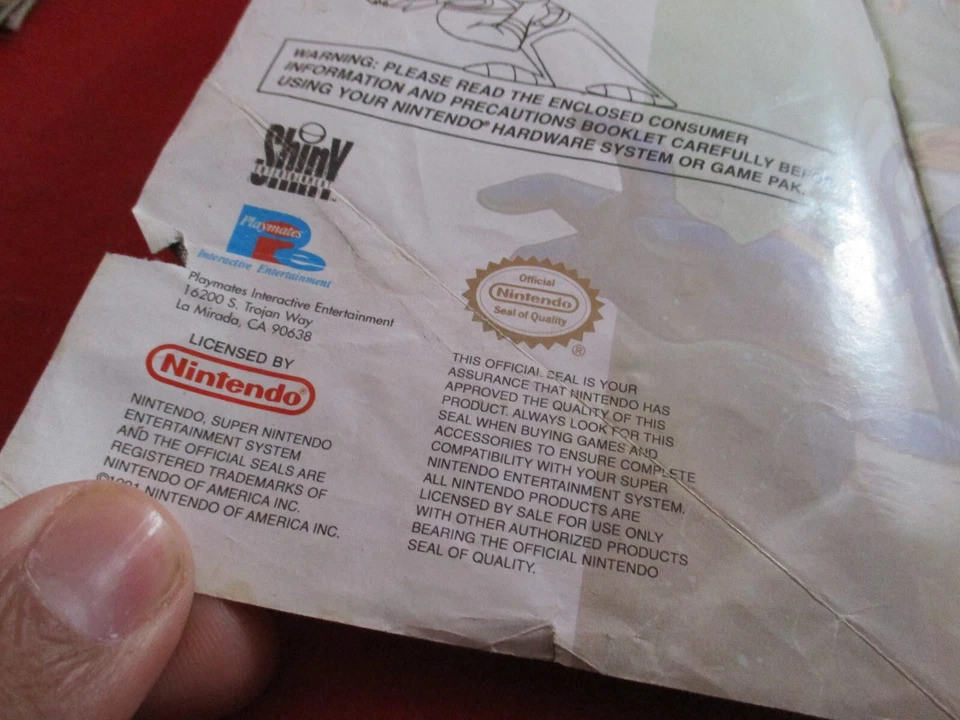 WARNING: PLEASE READ THE ENCLOSED CONSUMER
INFORMATION AND PRECAUTIONS BOOKLET CAREFULLY
USING YOUR NINTENDO® HARDWARE SYSTEM OR GAME PAK.
Shiny
ENTERTAINMENT™
Playmates
Interactive Entertainment
Playmates Interactive Entertainment
16200 S. Trojan Way
La Mirada, CA 90638
LICENSED BY
Nintendo®
NINTENDO, SUPER NINTENDO
ENTERTAINMENT SYSTEM
AND THE OFFICIAL SEALS ARE
REGISTERED TRADEMARKS OF
NINTENDO OF AMERICA INC.
©1991 NINTENDO OF AMERICA INC.
Official
Nintendo
Seal of Quality
®
THIS OFFICIAL SEAL IS YOUR
ASSURANCE THAT NINTENDO HAS
APPROVED THE QUALITY OF THIS
PRODUCT. ALWAYS LOOK FOR THIS
SEAL WHEN BUYING GAMES AND
ACCESSORIES TO ENSURE COMPLETE
COMPATIBILITY WITH YOUR SUPER
NINTENDO ENTERTAINMENT SYSTEM.
ALL NINTENDO PRODUCTS ARE
LICENSED BY SALE FOR USE ONLY
WITH OTHER AUTHORIZED PRODUCTS
BEARING THE OFFICIAL NINTENDO
SEAL OF QUALITY.